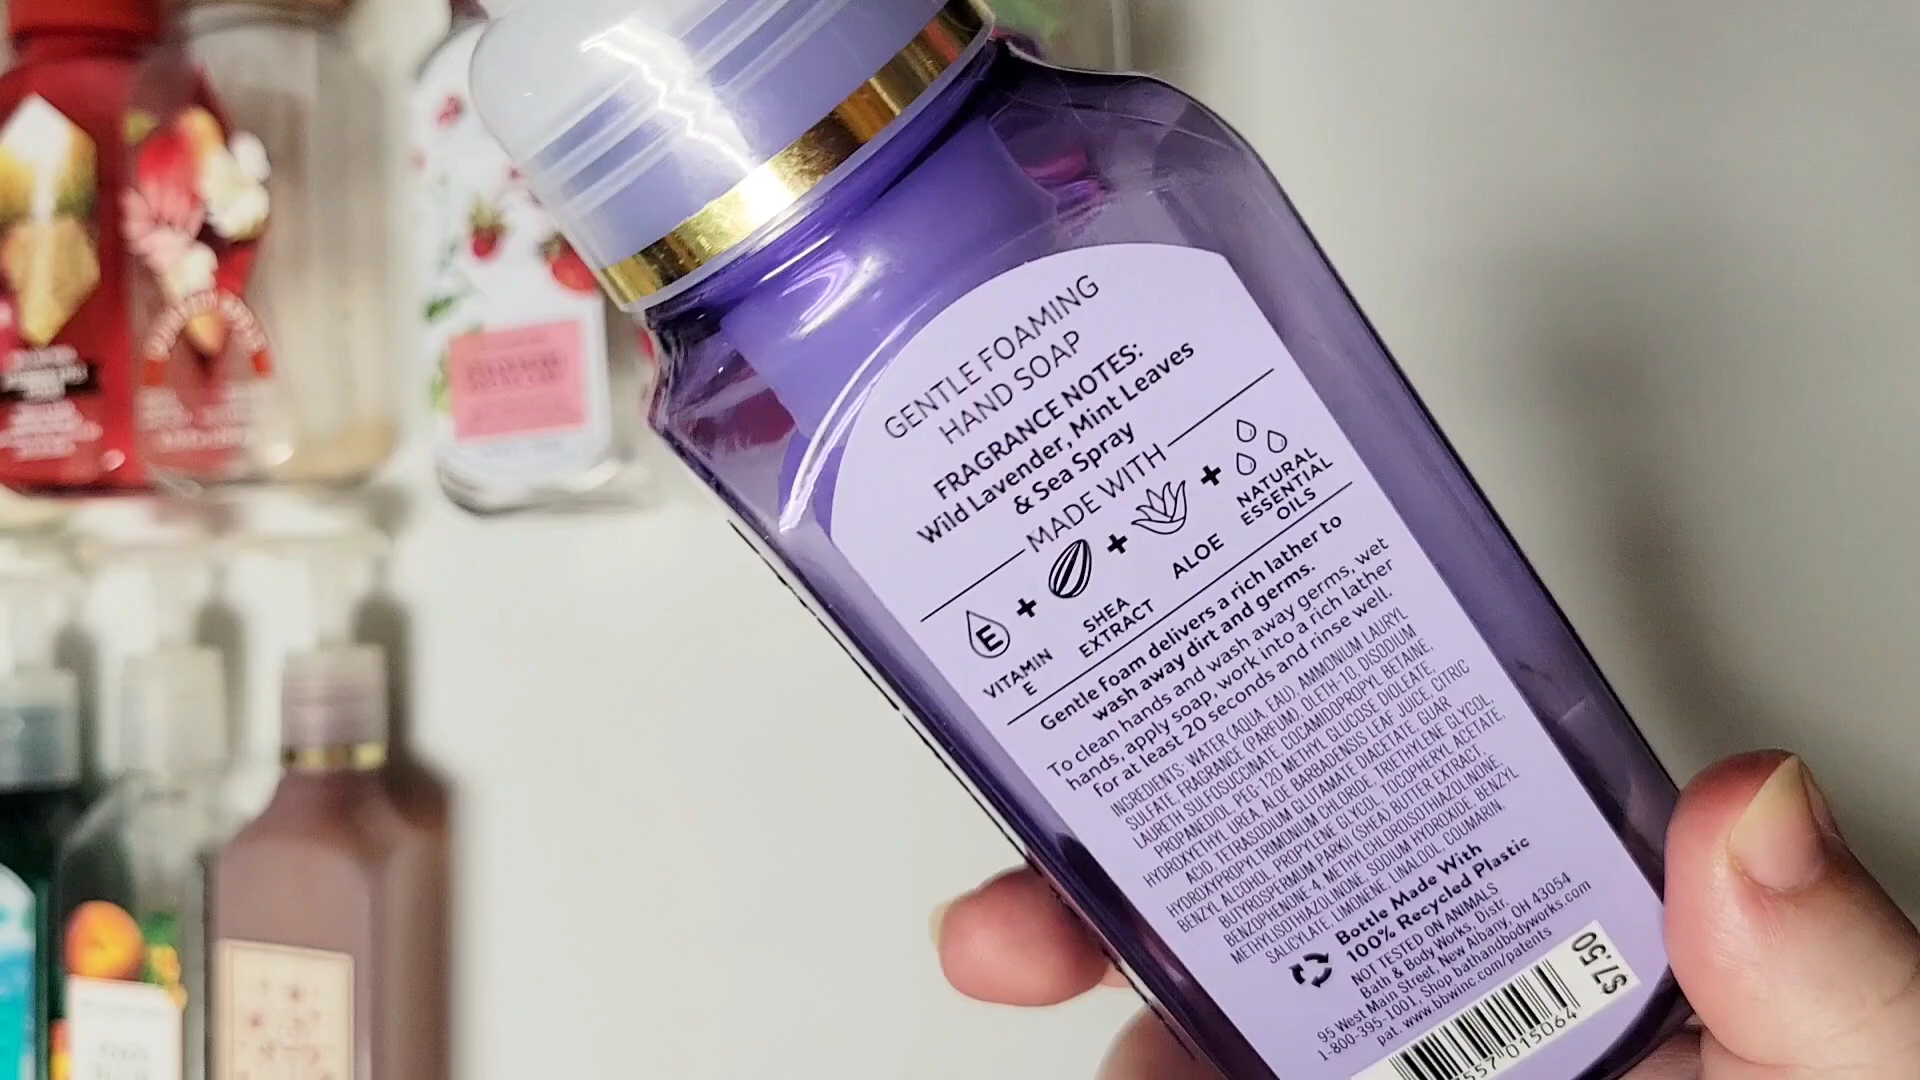 GENTLE FOAMING
HAND SOAP
FRAGRANCE NOTES:
Wild Lavender, Mint Leaves
& Sea Spray
MADE WITH
E
VITAMIN
E
+
SHEA
EXTRACT
+
ALOE
+
NATURAL
ESSENTIAL
OILS
Gentle foam delivers a rich lather to
wash away dirt and germs.
To clean hands and wash away germs, wet
hands, apply soap, work into a rich lather
for at least 20 seconds and rinse well.
INGREDIENTS: WATER (AQUA, EAU), AMMONIUM LAURYL
SULFATE, FRAGRANCE (PARFUM), OLETH-10, DISODIUM
LAURETH SULFOSUCCINATE, COCAMIDOPROPYL BETAINE,
PROPANEDIOL, PEG-120 METHYL GLUCOSE DIOLEATE,
HYDROXYETHYL UREA, ALOE BARBADENSIS LEAF JUICE, CITRIC
ACID, TETRASODIUM GLUTAMATE DIACETATE, GUAR
HYDROXYPROPYLTRIMONIUM CHLORIDE, TRIETHYLENE GLYCOL,
BENZYL ALCOHOL, PROPYLENE GLYCOL, TOCOPHERYL ACETATE,
BUTYROSPERMUM PARKII (SHEA) BUTTER EXTRACT,
BENZOPHENONE-4, METHYLCHLOROISOTHIAZOLINONE,
METHYLISOTHIAZOLINONE, SODIUM HYDROXIDE, BENZYL
SALICYLATE, LIMONENE, LINALOOL, COUMARIN.
Bottle Made With
100% Recycled Plastic
NOT TESTED ON ANIMALS
Bath & Body Works, Distr.
95 West Main Street, New Albany, OH 43054
1-800-395-1001, Shop bathandbodyworks.com
pat. www.bbwinc.com/patents
$7.50
557 015064